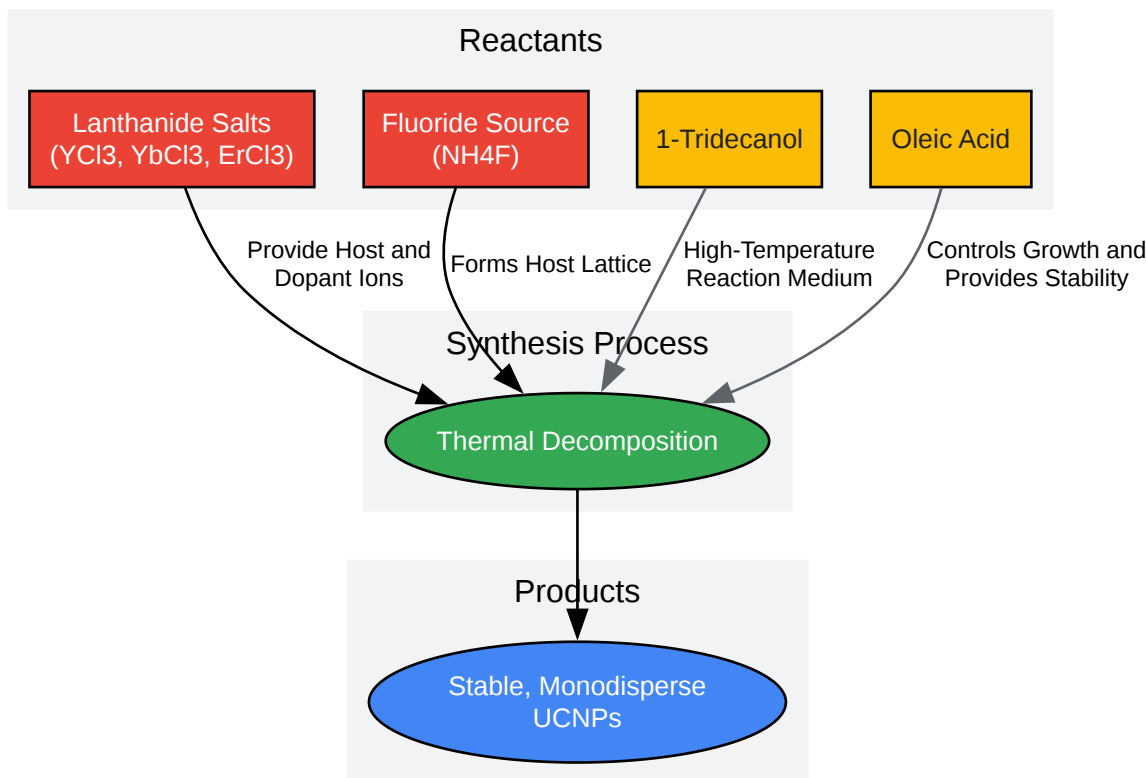 Reactants
Lanthanide Salts
(YCl3, YbCl3, ErCl3)
Fluoride Source
(NH4F)
1-Tridecanol
Oleic Acid
Provide Host and
Dopant Ions
Forms Host Lattice
High-Temperature
Reaction Medium
Controls Growth and
Provides Stability
Synthesis Process
Thermal Decomposition
Products
Stable, Monodisperse
UCNPs